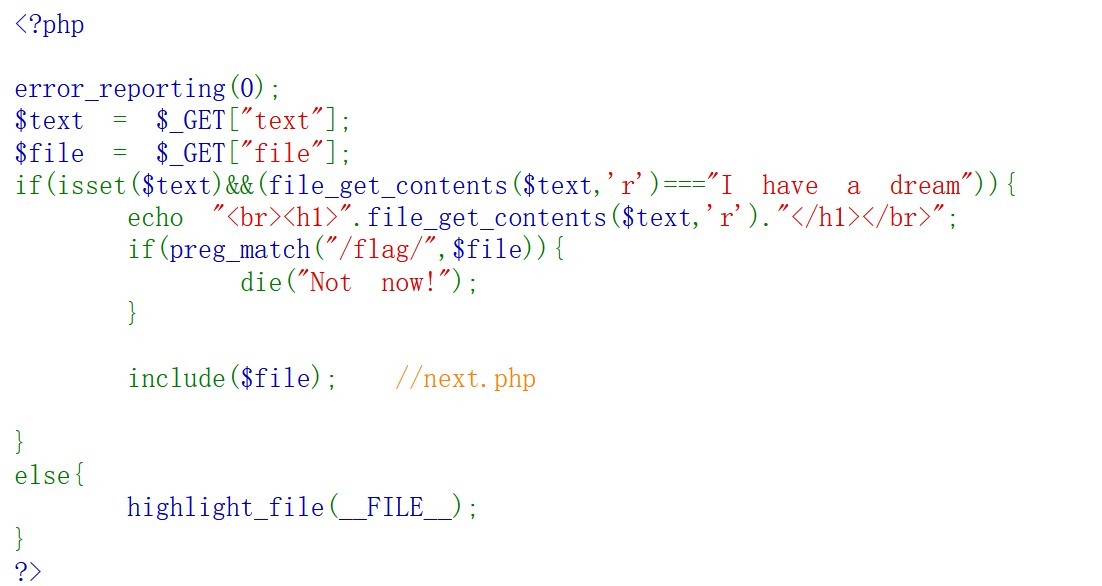 <?php
error_reporting(0);
$text = $_GET["text"];
$file = $_GET["file"];
if(isset($text)&&(file_get_contents($text,'r')==="I have a dream")){
echo "<br><h1>".file_get_contents($text,'r')."</h1></br>";
if(preg_match("/flag/",$file)){
die("Not now!");
}
include($file); //next.php
}
else{
highlight_file(__FILE__);
}
?>